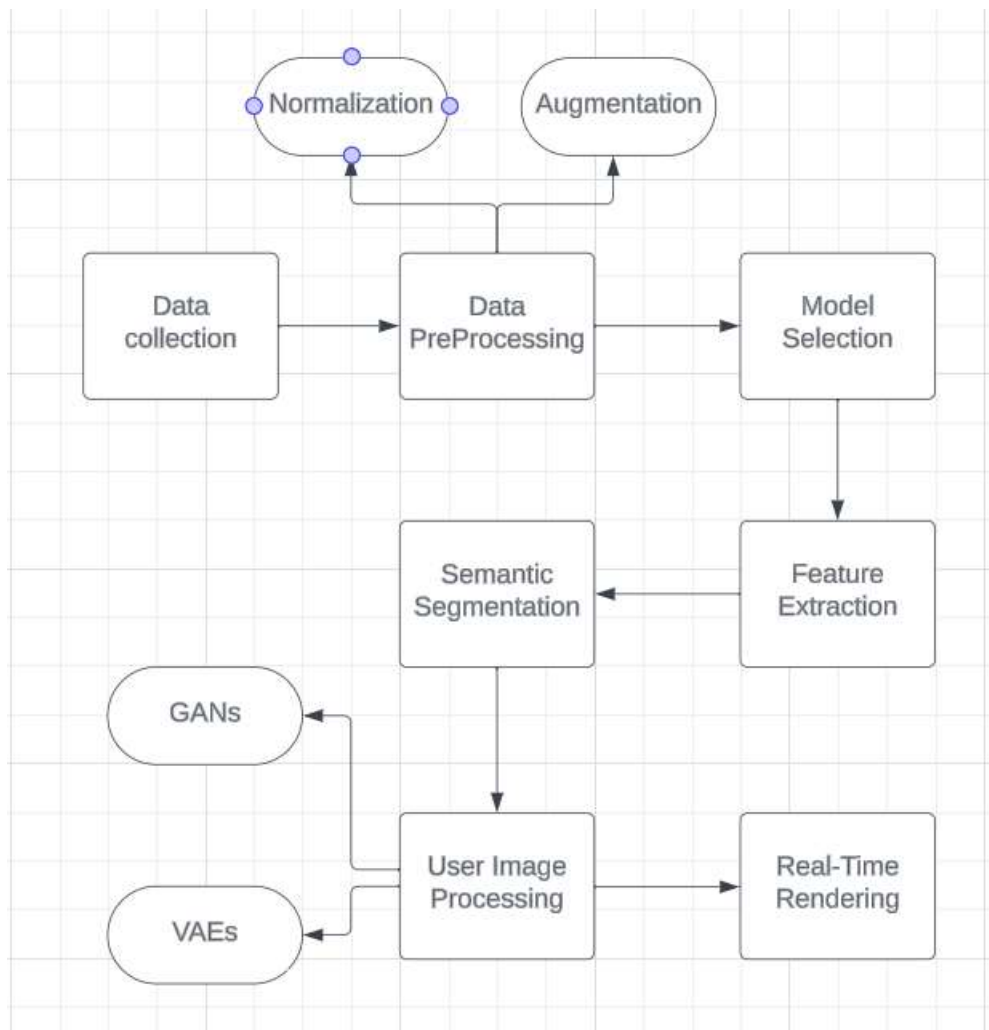 Normalization
Augmentation
Data
collection
Data
PreProcessing
Model
Selection
Semantic
Segmentation
Feature
Extraction
GANs
User Image
Processing
Real-Time
Rendering
VAEs